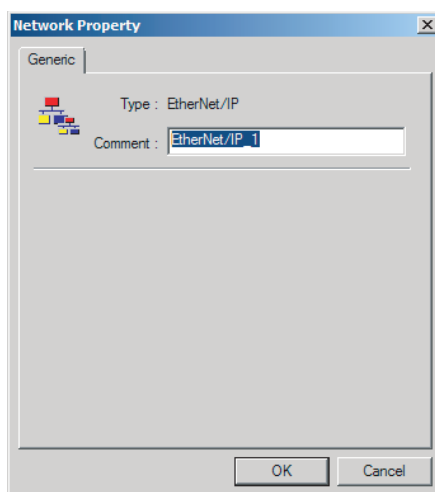 Network Property
Generic
Type : EtherNet/IP
Comment : EtherNet/IP_1
OK Cancel